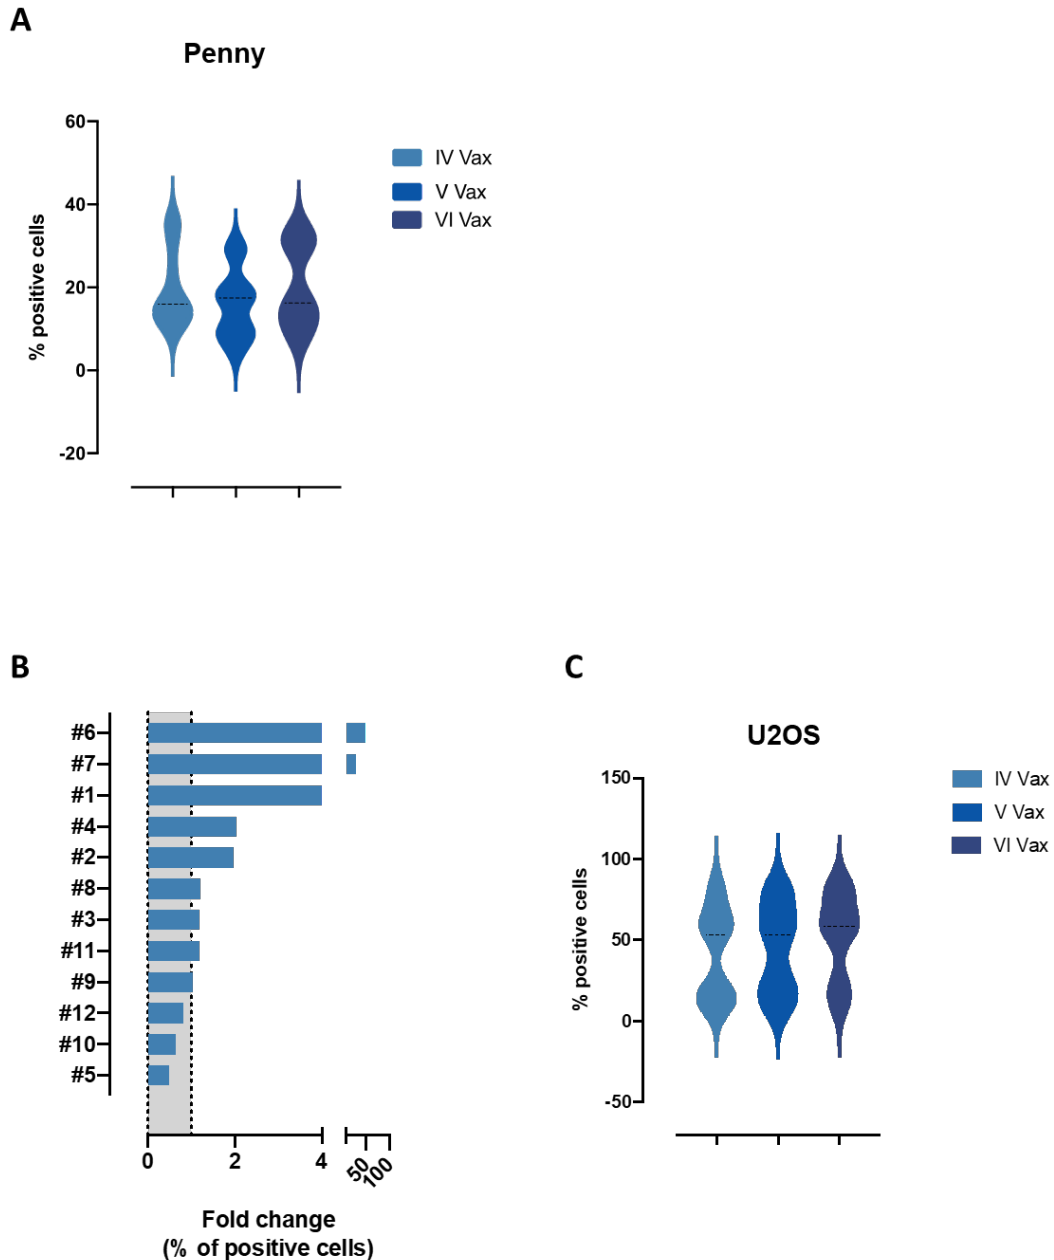 A
Penny
60
40
20
0
-20
% positive cells
IV Vax
V Vax
VI Vax
B
#6
#7
#1
#4
#2
#8
#3
#11
#9
#12
#10
#5
0
2
4
50
100
Fold change
(% of positive cells)
C
U2OS
150
100
50
0
-50
% positive cells
IV Vax
V Vax
VI Vax